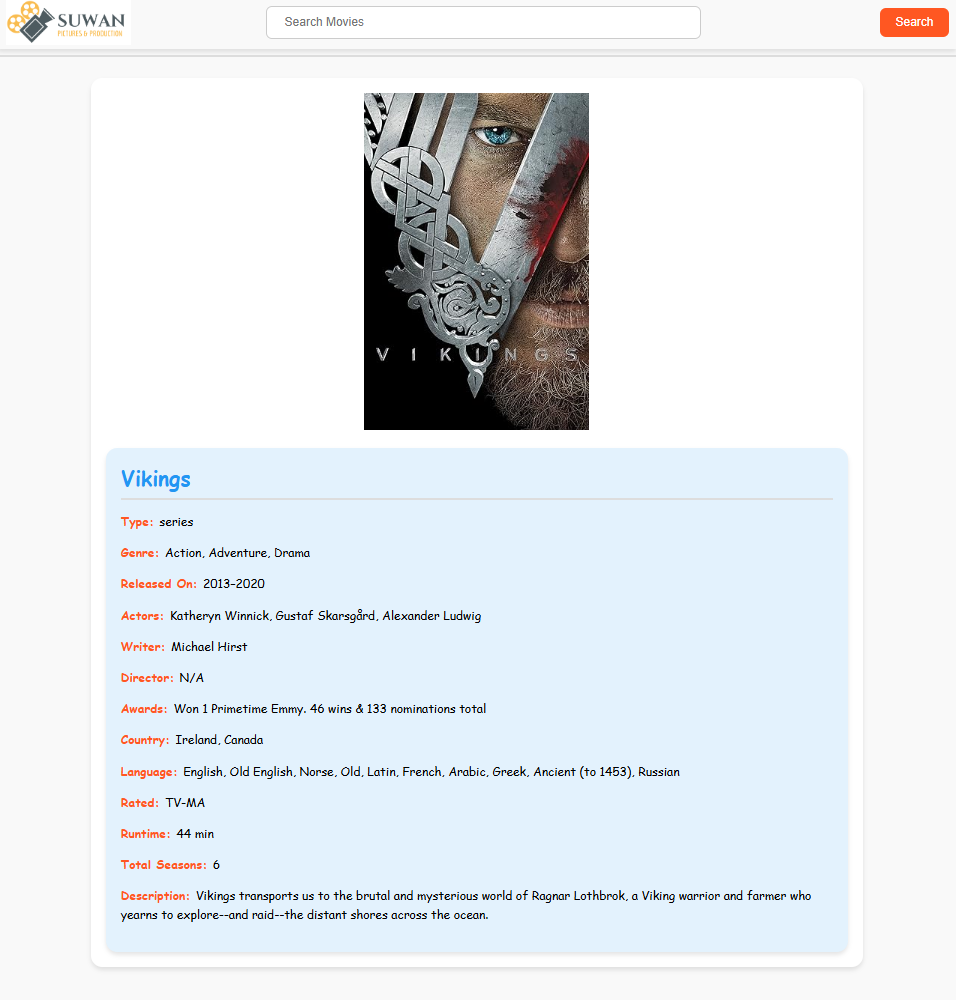 SUWAN
PICTURES & PRODUCTION
Search Movies
Search
VIKINGS
Vikings
Type: series
Genre: Action, Adventure, Drama
Released On: 2013–2020
Actors: Katheryn Winnick, Gustaf Skarsgård, Alexander Ludwig
Writer: Michael Hirst
Director: N/A
Awards: Won 1 Primetime Emmy. 46 wins & 133 nominations total
Country: Ireland, Canada
Language: English, Old English, Norse, Old, Latin, French, Arabic, Greek, Ancient (to 1453), Russian
Rated: TV-MA
Runtime: 44 min
Total Seasons: 6
Description: Vikings transports us to the brutal and mysterious world of Ragnar Lothbrok, a Viking warrior and farmer who
yearns to explore--and raid--the distant shores across the ocean.